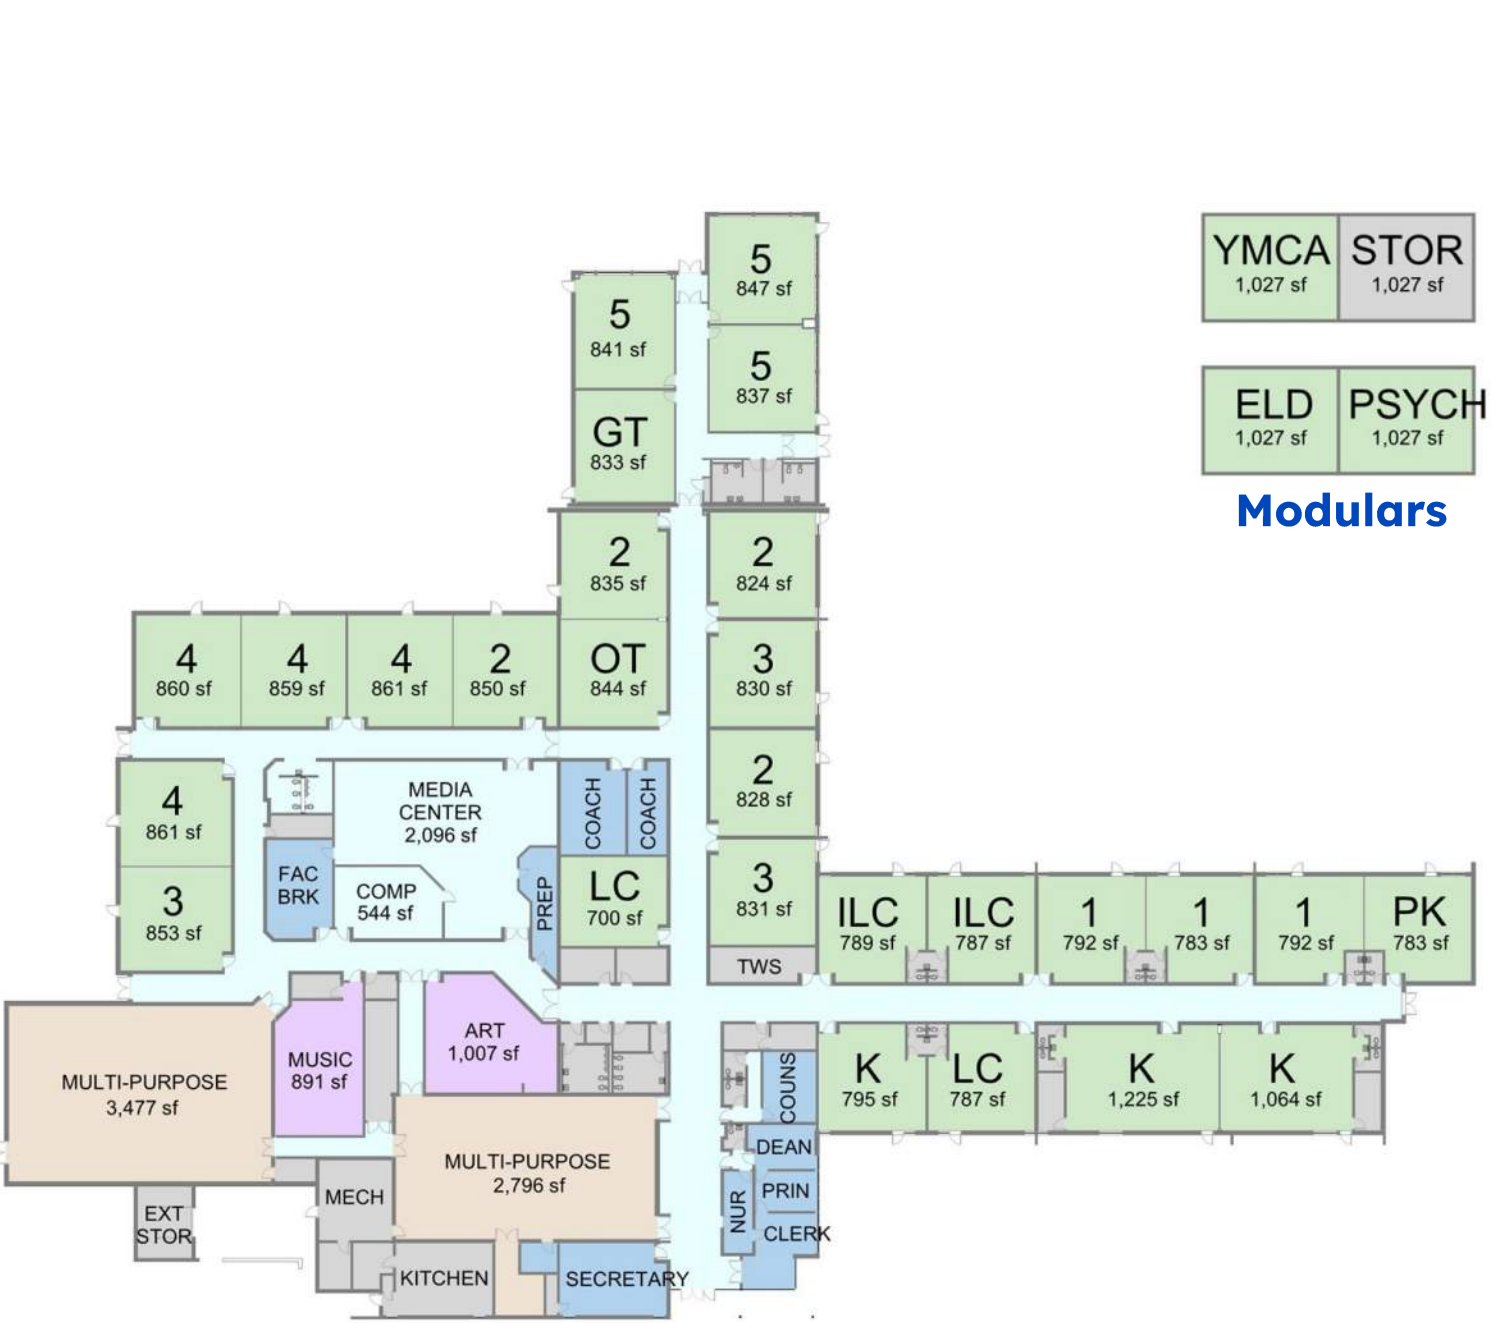 5
847 sf
YMCA
1,027 sf
STOR
1,027 sf
5
841 sf
5
837 sf
ELD
1,027 sf
PSYCH
1,027 sf
GT
833 sf
Modulars
2
835 sf
2
824 sf
4
860 sf
4
859 sf
4
861 sf
2
850 sf
OT
844 sf
3
830 sf
4
861 sf
MEDIA
CENTER
2,096 sf
COACH
COACH
2
828 sf
3
853 sf
FAC
BRK
COMP
544 sf
PREP
LC
700 sf
3
831 sf
TWS
ILC
789 sf
ILC
787 sf
1
792 sf
1
783 sf
1
792 sf
PK
783 sf
MULTI-PURPOSE
3,477 sf
MUSIC
891 sf
ART
1,007 sf
COUNS
K
795 sf
LC
787 sf
K
1,225 sf
K
1,064 sf
MULTI-PURPOSE
2,796 sf
DEAN
PRIN
NUR
CLERK
EXT
STOR
MECH
KITCHEN
SECRETARY